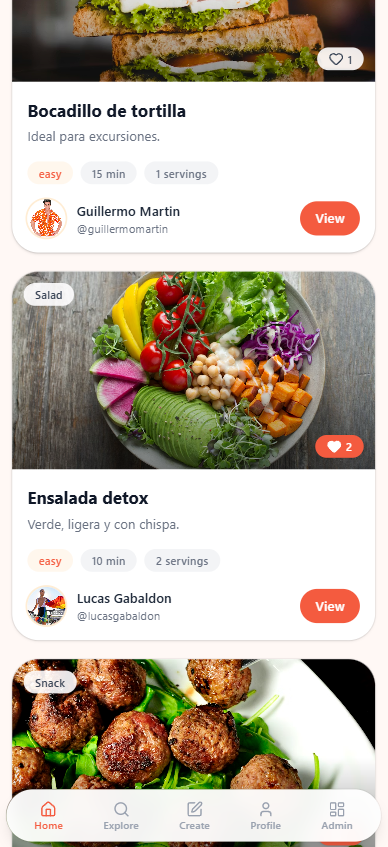 1
Bocadillo de tortilla
Ideal para excursiones.
easy 15 min 1 servings
Guillermo Martin
@guillermomartin
View
Salad
2
Ensalada detox
Verde, ligera y con chispa.
easy 10 min 2 servings
Lucas Gabaldon
@lucasgabaldon
View
Snack
Home Explore Create Profile Admin